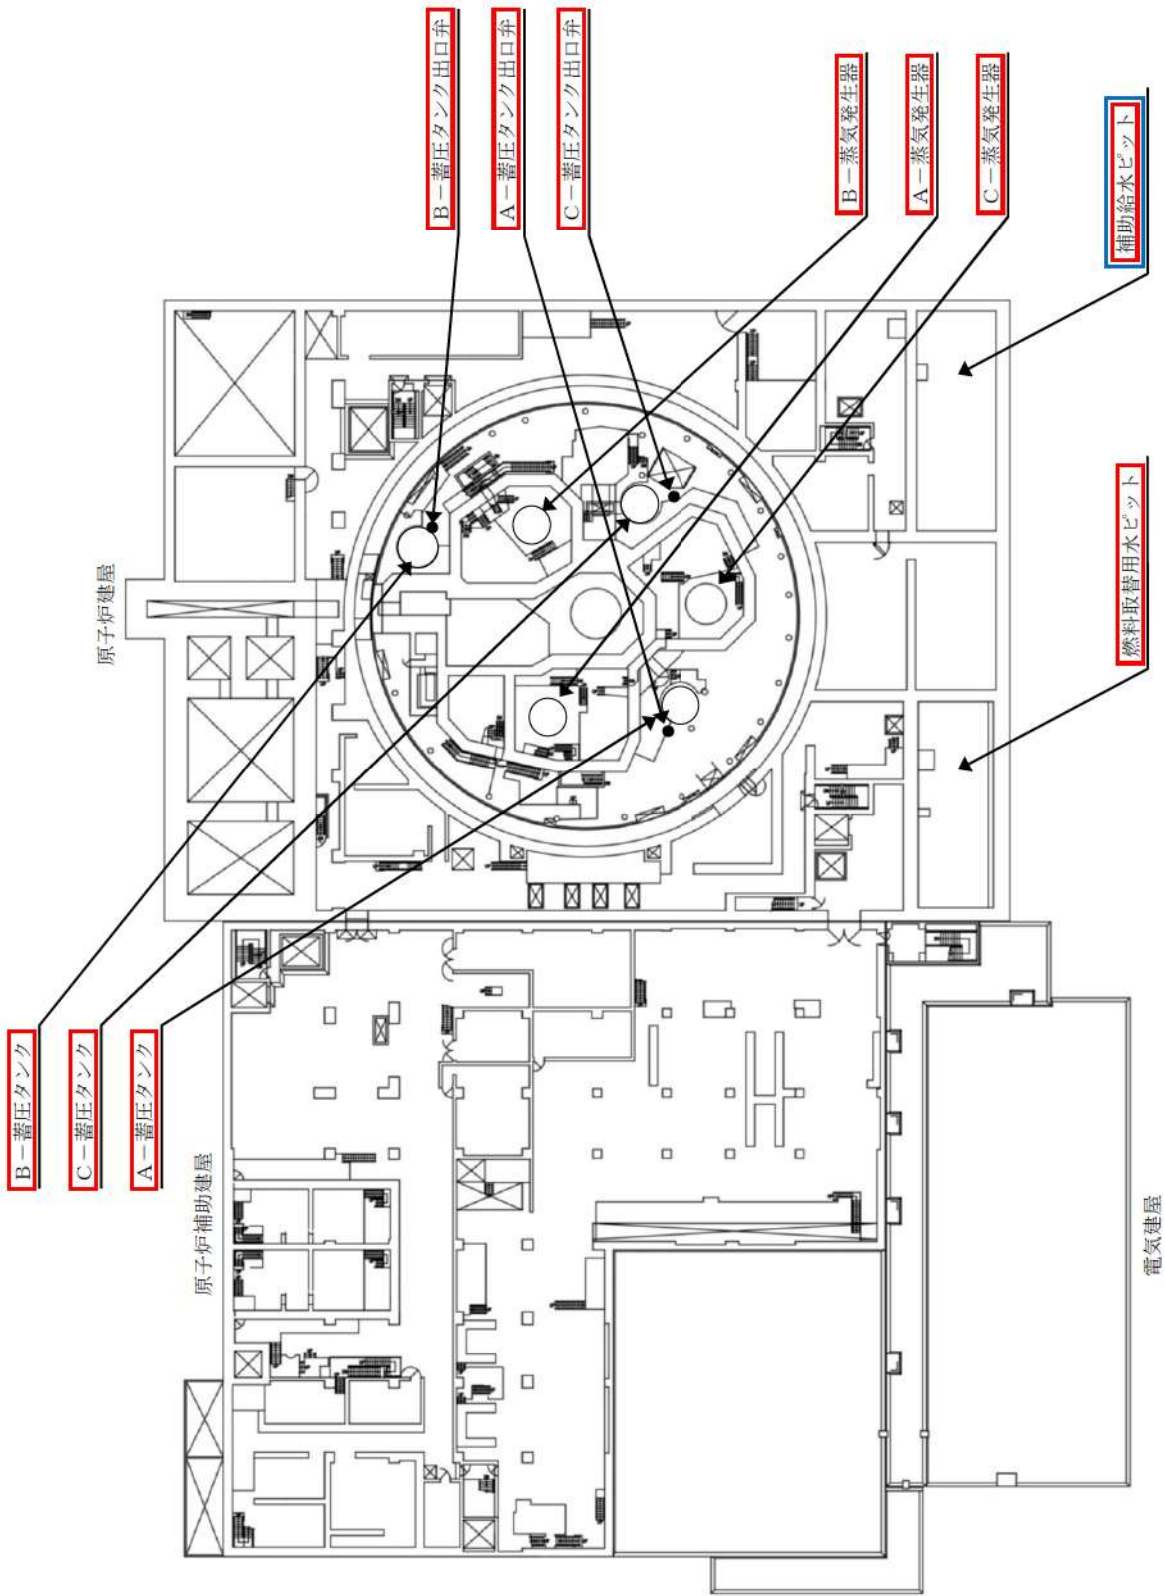 B－蓄圧タンク出口弁
A－蓄圧タンク出口弁
C－蓄圧タンク出口弁
B－蒸気発生器
A－蒸気発生器
C－蒸気発生器
補助給水ピット
燃料取替用水ピット
原子炉建屋
B－蓄圧タンク
C－蓄圧タンク
A－蓄圧タンク
原子炉補助建屋
電気建屋